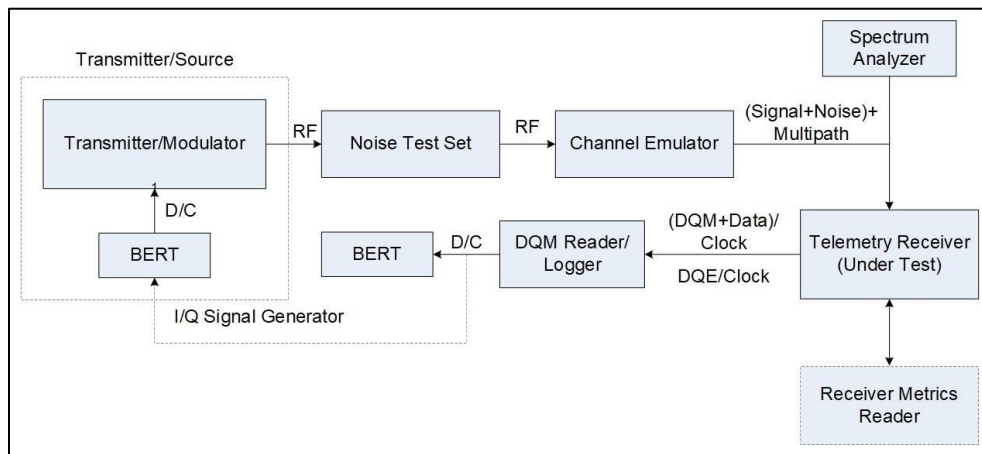 Spectrum
Analyzer
Transmitter/Source
(Signal+Noise)+
Multipath
Transmitter/Modulator
RF
Noise Test Set
RF
Channel Emulator
D/C
BERT
BERT
D/C
DQM Reader/
Logger
(DQM+Data)/
Clock
DQE/Clock
Telemetry Receiver
(Under Test)
I/Q Signal Generator
Receiver Metrics
Reader